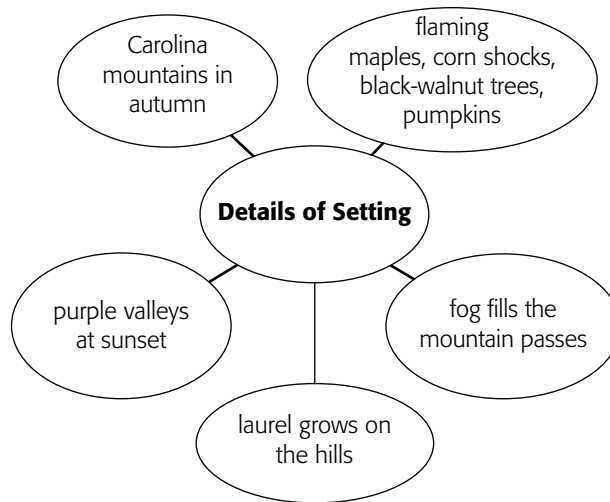 Carolina
mountains in
autumn
flaming
maples, corn shocks,
black-walnut trees,
pumpkins
Details of Setting
purple valleys
at sunset
fog fills the
mountain passes
laurel grows on
the hills